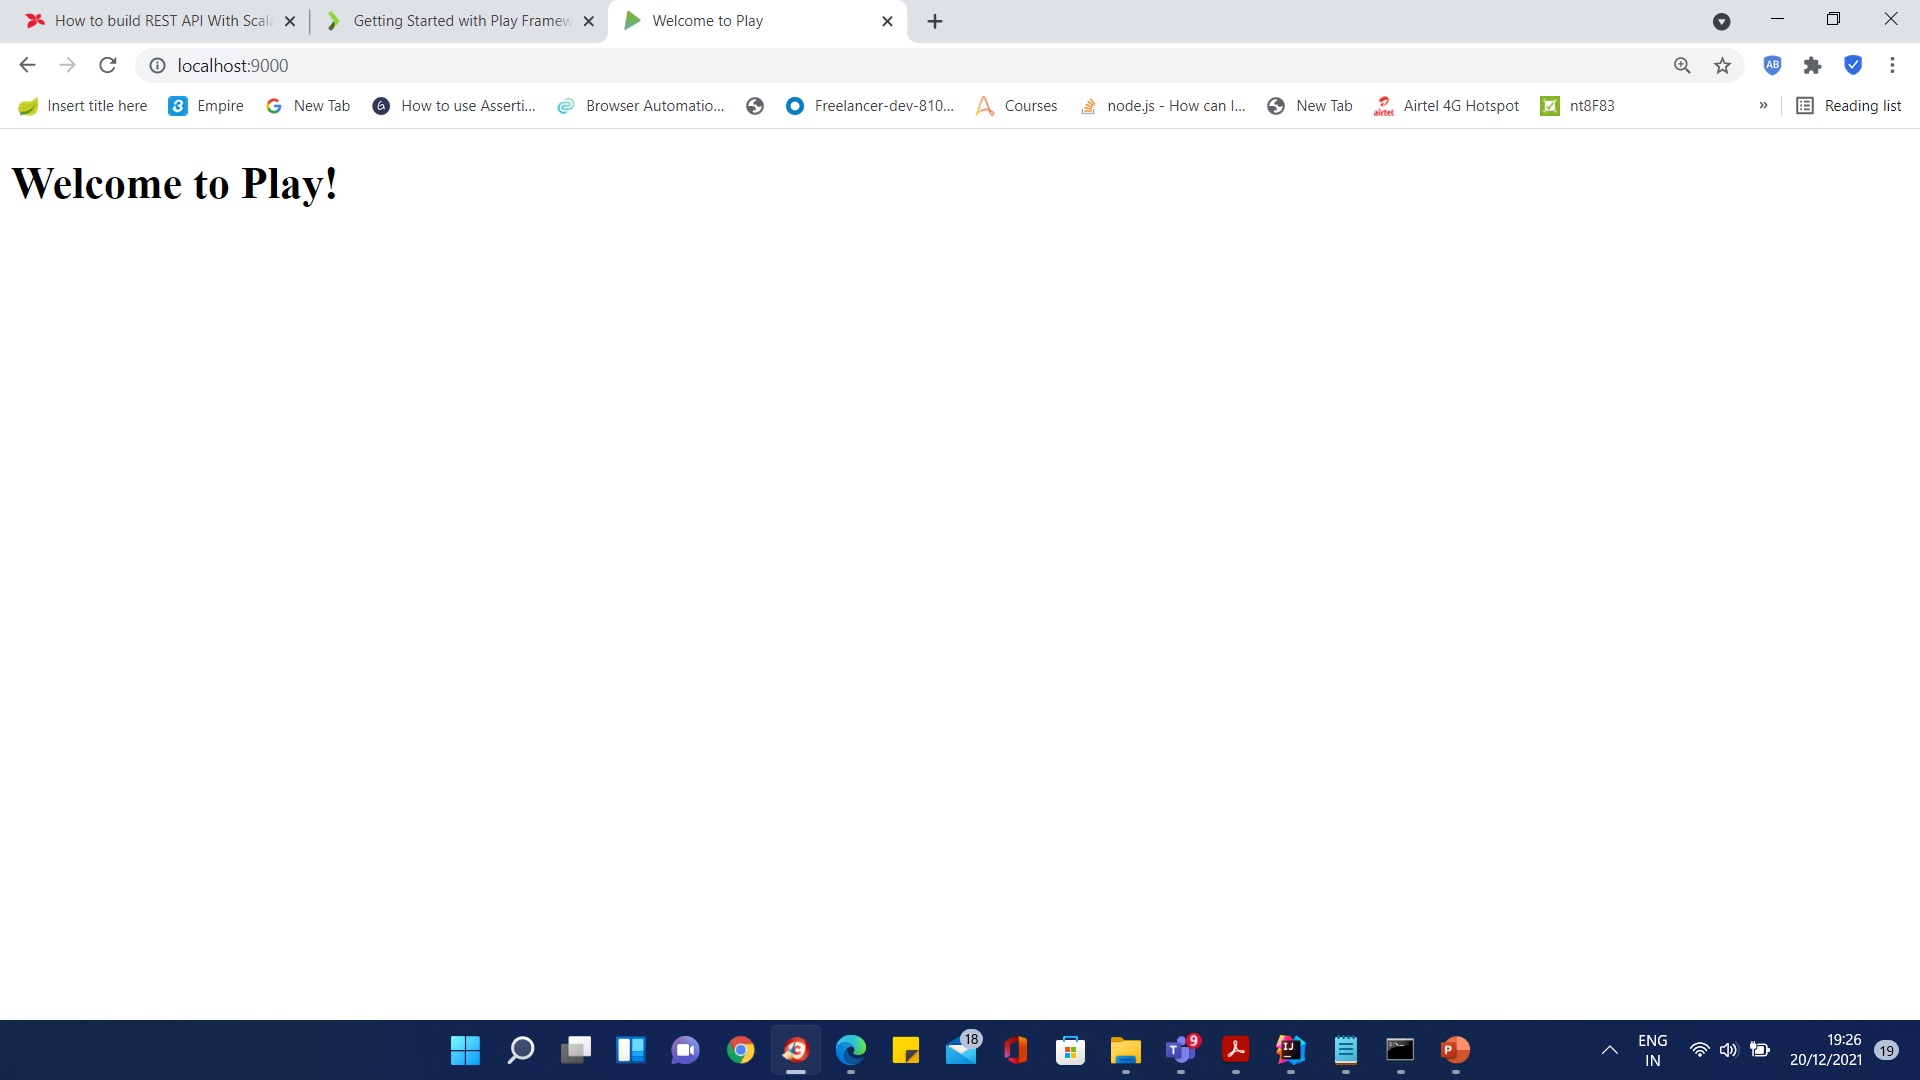 How to build REST API With Scala
Getting Started with Play Framew
Welcome to Play
localhost:9000
AB
Insert title here
Empire
New Tab
How to use Asserti...
Browser Automatio...
Freelancer-dev-810...
Courses
node.js - How can I...
New Tab
airtel
Airtel 4G Hotspot
nt8F83
»
Reading list
Welcome to Play!
18
9
ENG
IN
19:26
20/12/2021
19